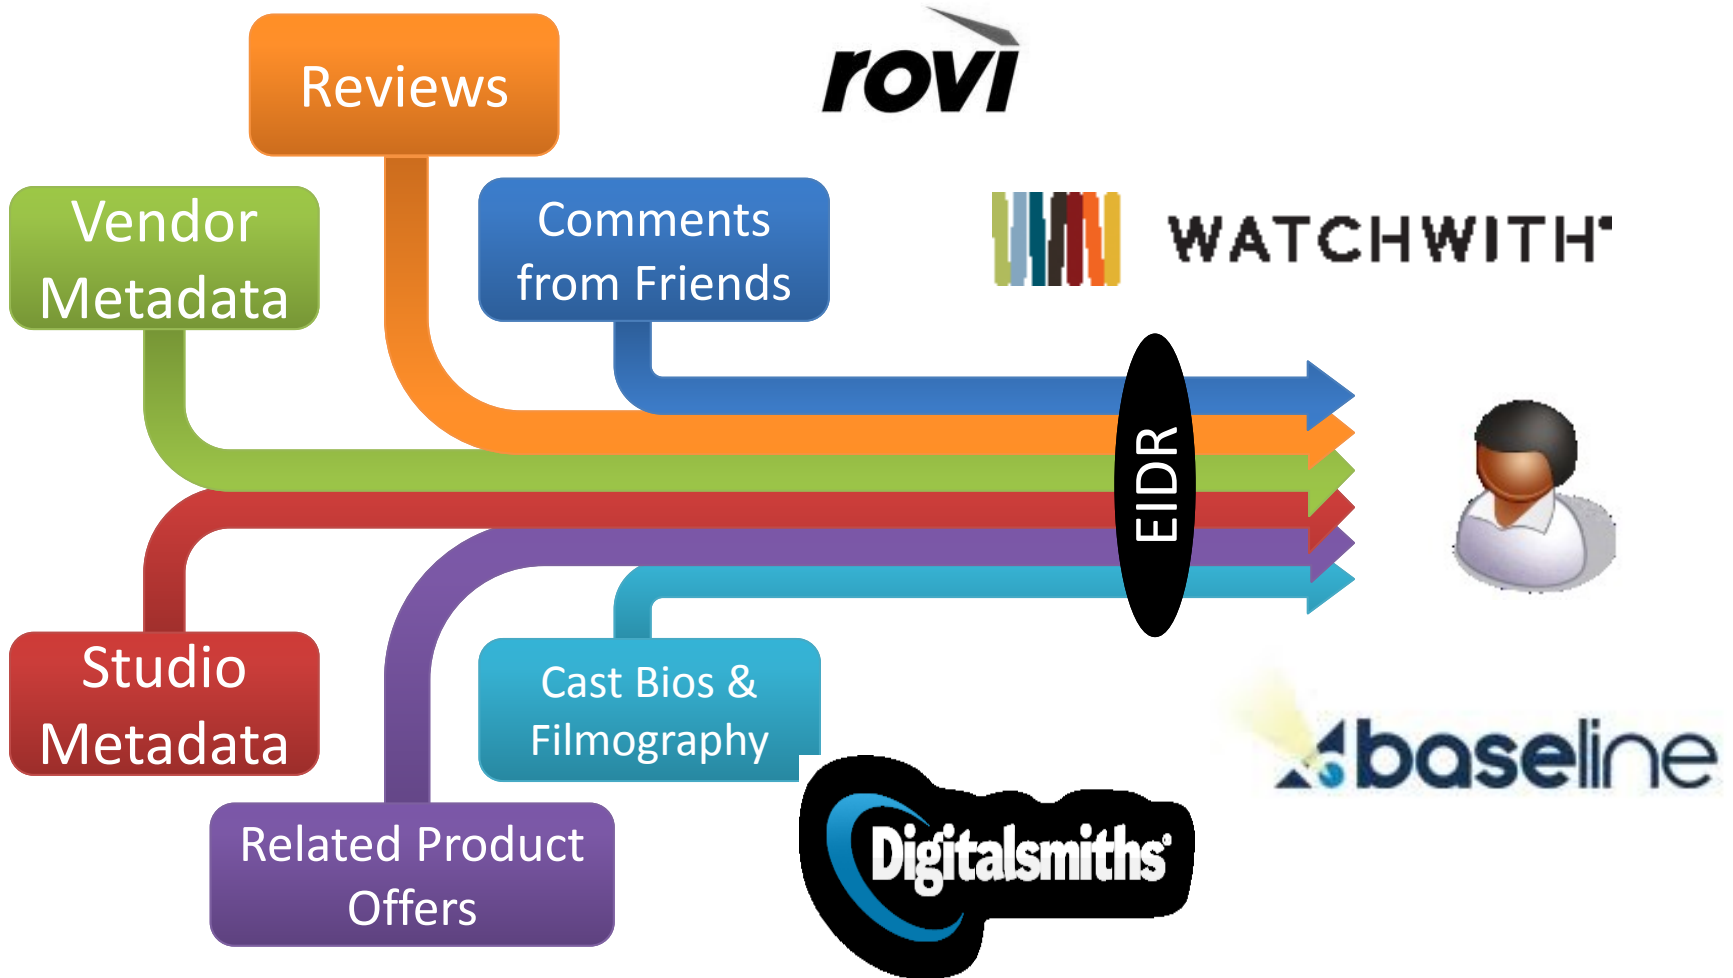 Reviews
rovi
Vendor
Metadata
Comments
from Friends
WATCHWITH
EIDR
Studio
Metadata
Cast Bios &
Filmography
baseline
Related Product
Offers
Digitalsmiths